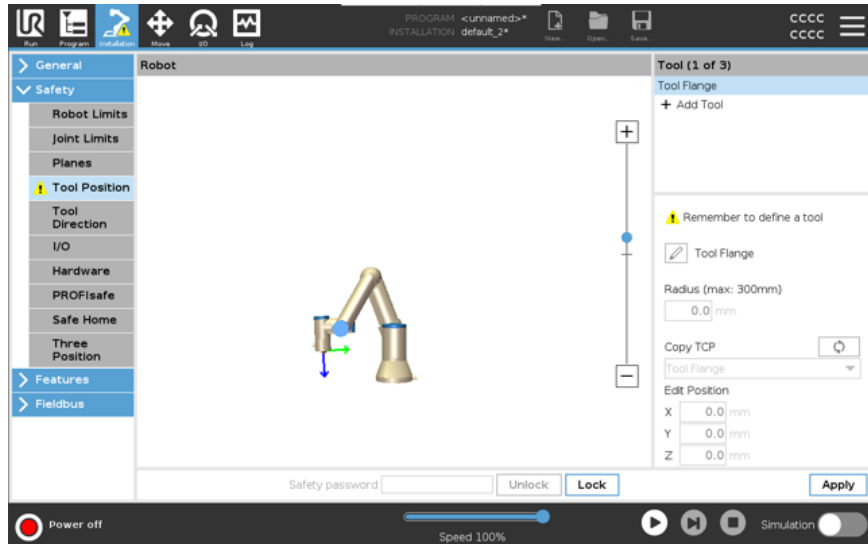 PROGRAM <unnamed>*
INSTALLATION default_2*
Run Program Installation Move I/O Log New... Open... Save...
cccc
cccc
General
Robot
Tool (1 of 3)
Safety
Tool Flange
Robot Limits
+ Add Tool
Joint Limits
Planes
Tool Position
Tool
Direction
Remember to define a tool
I/O
Tool Flange
Hardware
PROFIsafe
Radius (max: 300mm)
0.0 mm
Safe Home
Three
Position
Copy TCP
Tool Flange
Features
Edit Position
Fieldbus
X 0.0 mm
Y 0.0 mm
Z 0.0 mm
Safety password Unlock Lock Apply
Power off
Speed 100%
Simulation